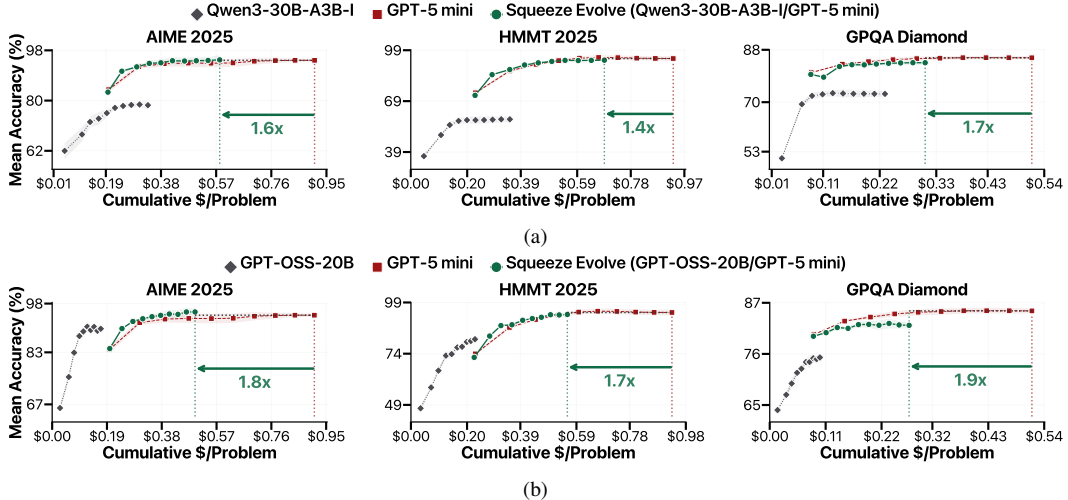 Qwen3-30B-A3B-I GPT-5 mini Squeeze Evolve (Qwen3-30B-A3B-I/GPT-5 mini)
AIME 2025 HMMT 2025 GPQA Diamond
Mean Accuracy (%)
98 80 62
1.6x
$0.01 $0.19 $0.38 $0.57 $0.76 $0.95
Cumulative $/Problem
99 69 39
1.4x
$0.00 $0.20 $0.39 $0.59 $0.78 $0.97
Cumulative $/Problem
88 70 53
1.7x
$0.01 $0.11 $0.22 $0.33 $0.43 $0.54
Cumulative $/Problem
(a)
GPT-OSS-20B GPT-5 mini Squeeze Evolve (GPT-OSS-20B/GPT-5 mini)
AIME 2025 HMMT 2025 GPQA Diamond
Mean Accuracy (%)
98 83 67
1.8x
$0.00 $0.19 $0.38 $0.57 $0.76 $0.95
Cumulative $/Problem
99 74 49
1.7x
$0.00 $0.20 $0.39 $0.59 $0.78 $0.98
Cumulative $/Problem
87 76 65
1.9x
$0.00 $0.11 $0.22 $0.32 $0.43 $0.54
Cumulative $/Problem
(b)